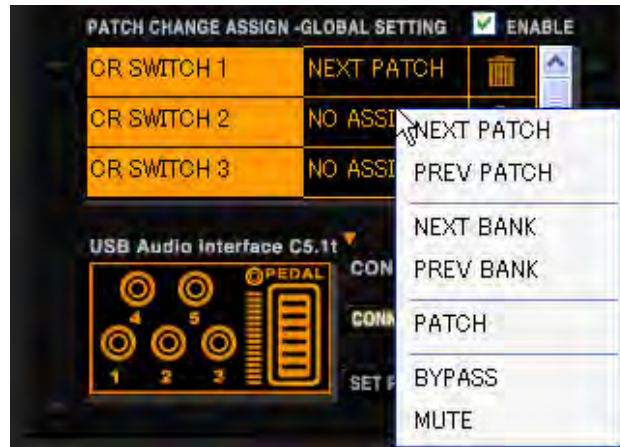 PATCH CHANGE ASSIGN -GLOBAL SETTING ENABLE
CR SWITCH 1 NEXT PATCH
CR SWITCH 2 NO ASSI
CR SWITCH 3 NO ASSI
NEXT PATCH
PREV PATCH
NEXT BANK
PREV BANK
PATCH
BYPASS
MUTE
USB Audio Interface C5.1t
PEDAL
4 5
1 2 3
CON
CONN
SET